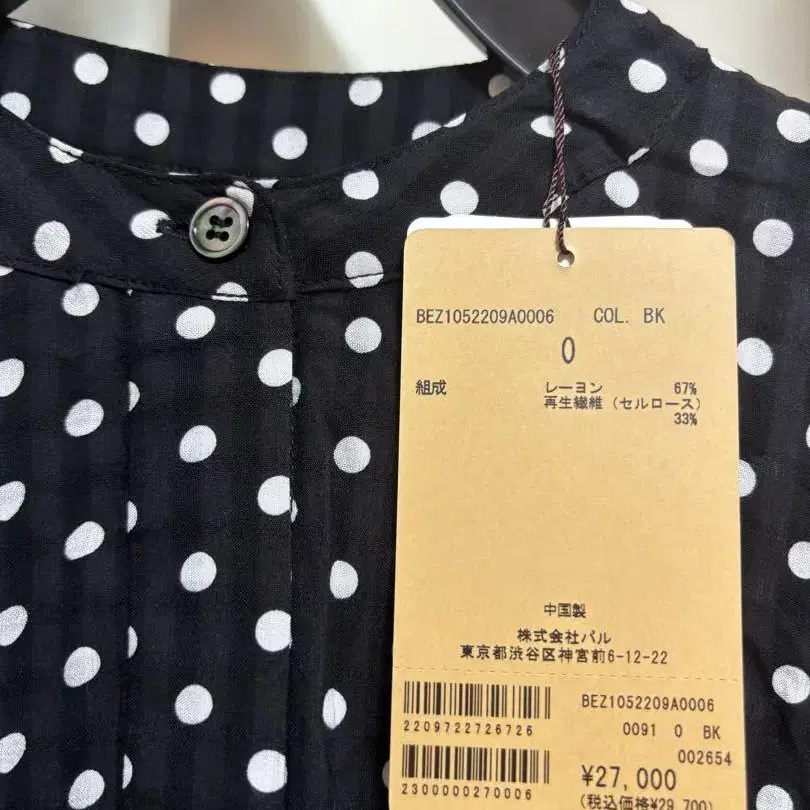 BEZ1052209A0006 COL. BK
0
組成 レーヨン 67%
再生繊維 (セルロース)
33%
中国製
株式会社パル
東京都渋谷区神宮前6-12-22
BEZ1052209A0006
2209722726726 0091 0 BK
002654
2300000270006 ¥27,000
(税込価格¥29,700)